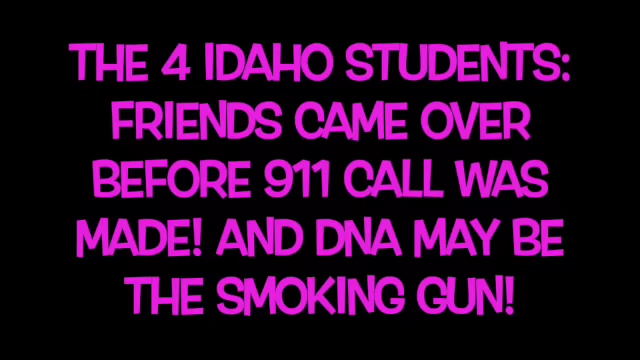 THE 4 IDAHO STUDENTS:
FRIENDS CAME OVER
BEFORE 911 CALL WAS
MADE! AND DNA MAY BE
THE SMOKING GUN!